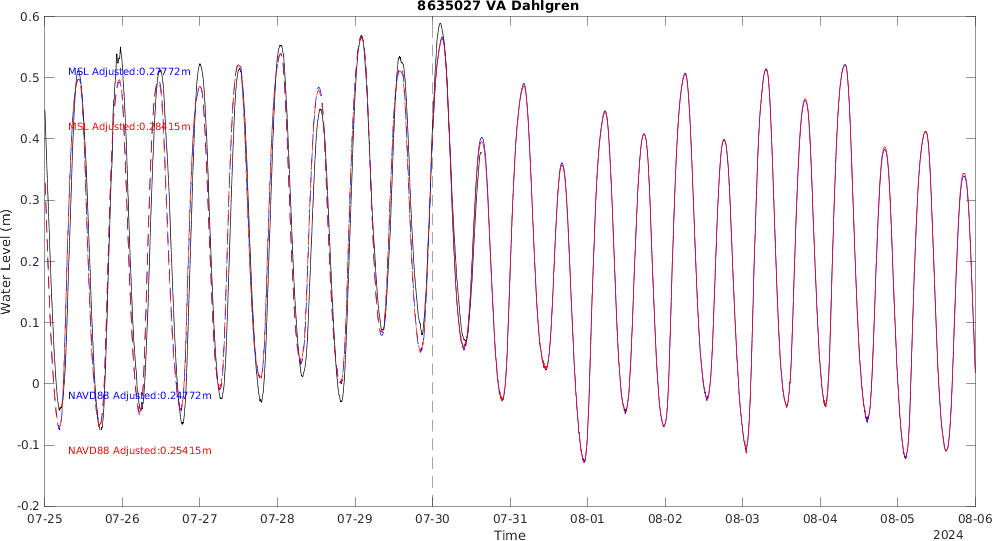 8635027 VA Dahlgren
0.6
0.5
0.4
0.3
0.2
0.1
0
-0.1
-0.2
Water Level (m)
MSL Adjusted:0.27772m
MSL Adjusted:0.28415m
NAVD88 Adjusted:0.24772m
NAVD88 Adjusted:0.25415m
07-25 07-26 07-27 07-28 07-29 07-30 07-31 08-01 08-02 08-03 08-04 08-05 08-06
Time
2024